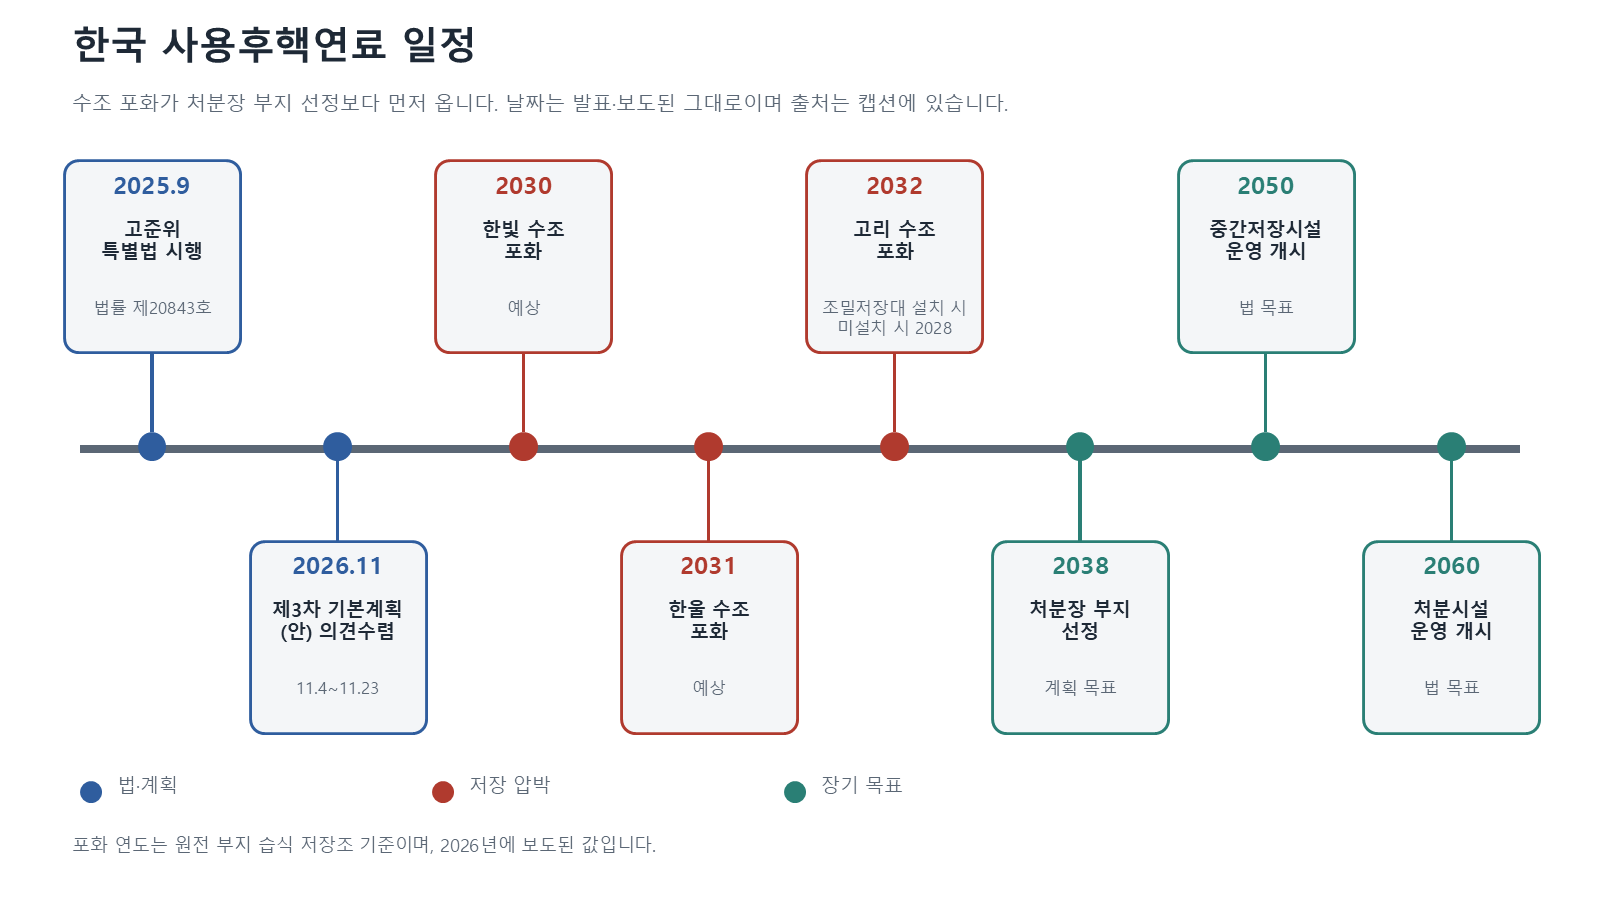 한국 사용후핵연료 일정
수조 포화가 처분장 부지 선정보다 먼저 옵니다. 날짜는 발표·보도된 그대로이며 출처는 캡션에 있습니다.
2025.9
고준위
특별법 시행
법률 제20843호
2030
한빛 수조
포화
예상
2032
고리 수조
포화
조밀저장대 설치 시
미설치 시 2028
2050
중간저장시설
운영 개시
법 목표
2026.11
제3차 기본계획
(안) 의견수렴
11.4~11.23
2031
한울 수조
포화
예상
2038
처분장 부지
선정
계획 목표
2060
처분시설
운영 개시
법 목표
법·계획
저장 압박
장기 목표
포화 연도는 원전 부지 습식 저장조 기준이며, 2026년에 보도된 값입니다.